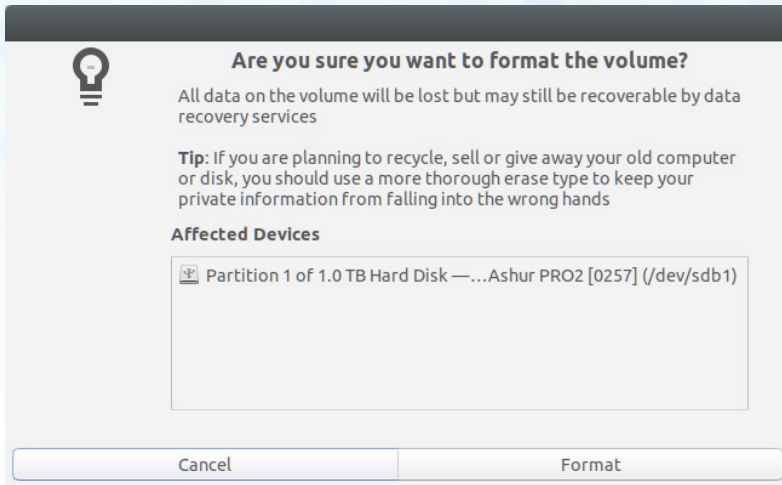 Are you sure you want to format the volume?
All data on the volume will be lost but may still be recoverable by data
recovery services
Tip: If you are planning to recycle, sell or give away your old computer
or disk, you should use a more thorough erase type to keep your
private information from falling into the wrong hands
Affected Devices
Partition 1 of 1.0 TB Hard Disk —…Ashur PRO2 [0257] (/dev/sdb1)
Cancel
Format